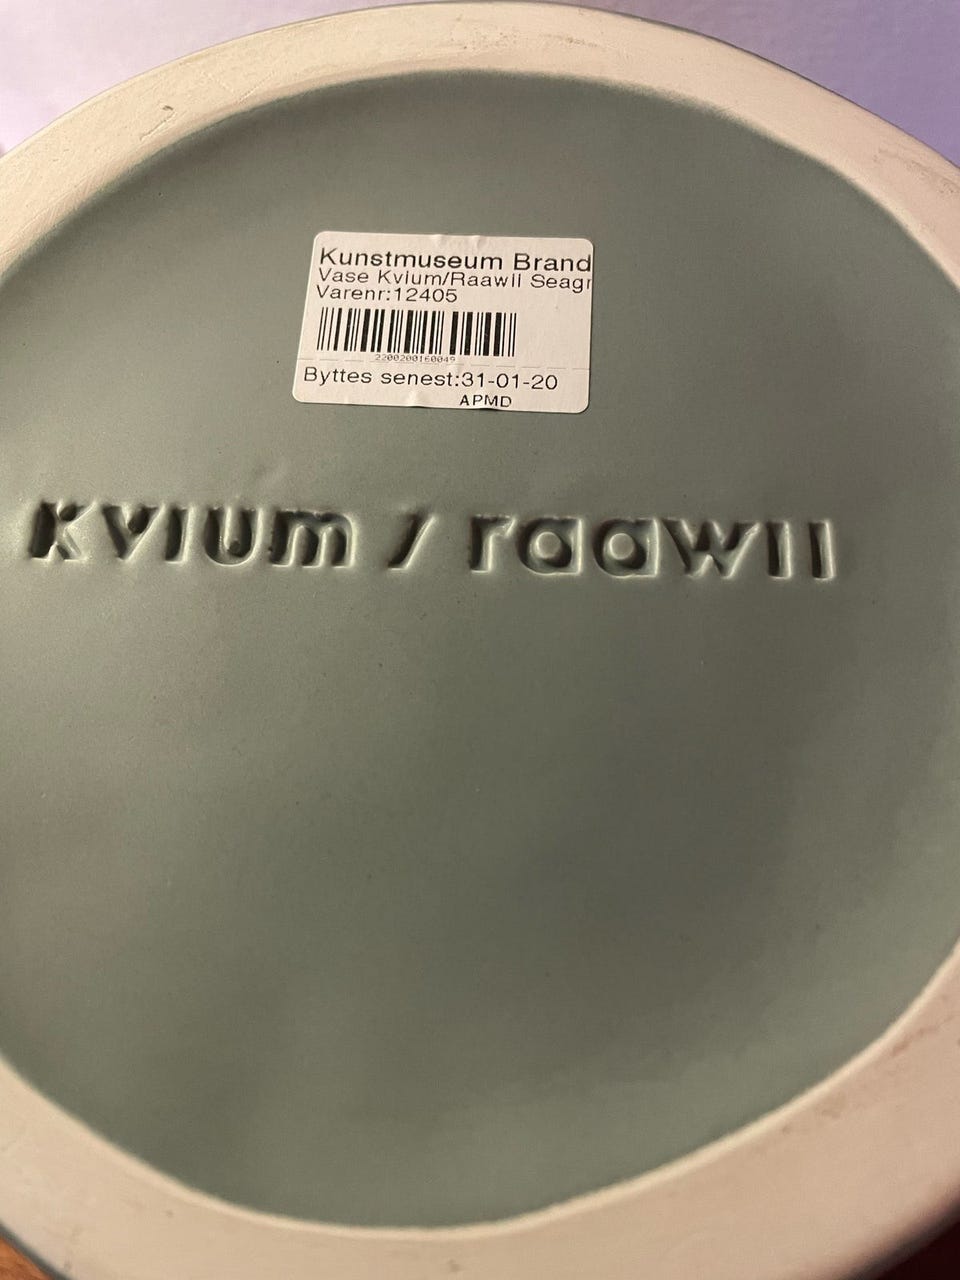 Kunstmuseum Brand
Vase Kvium/Raawii Seagr
Varenr:12405
2200200160049
Byttes senest:31-01-20
APMD
kvium / raawii